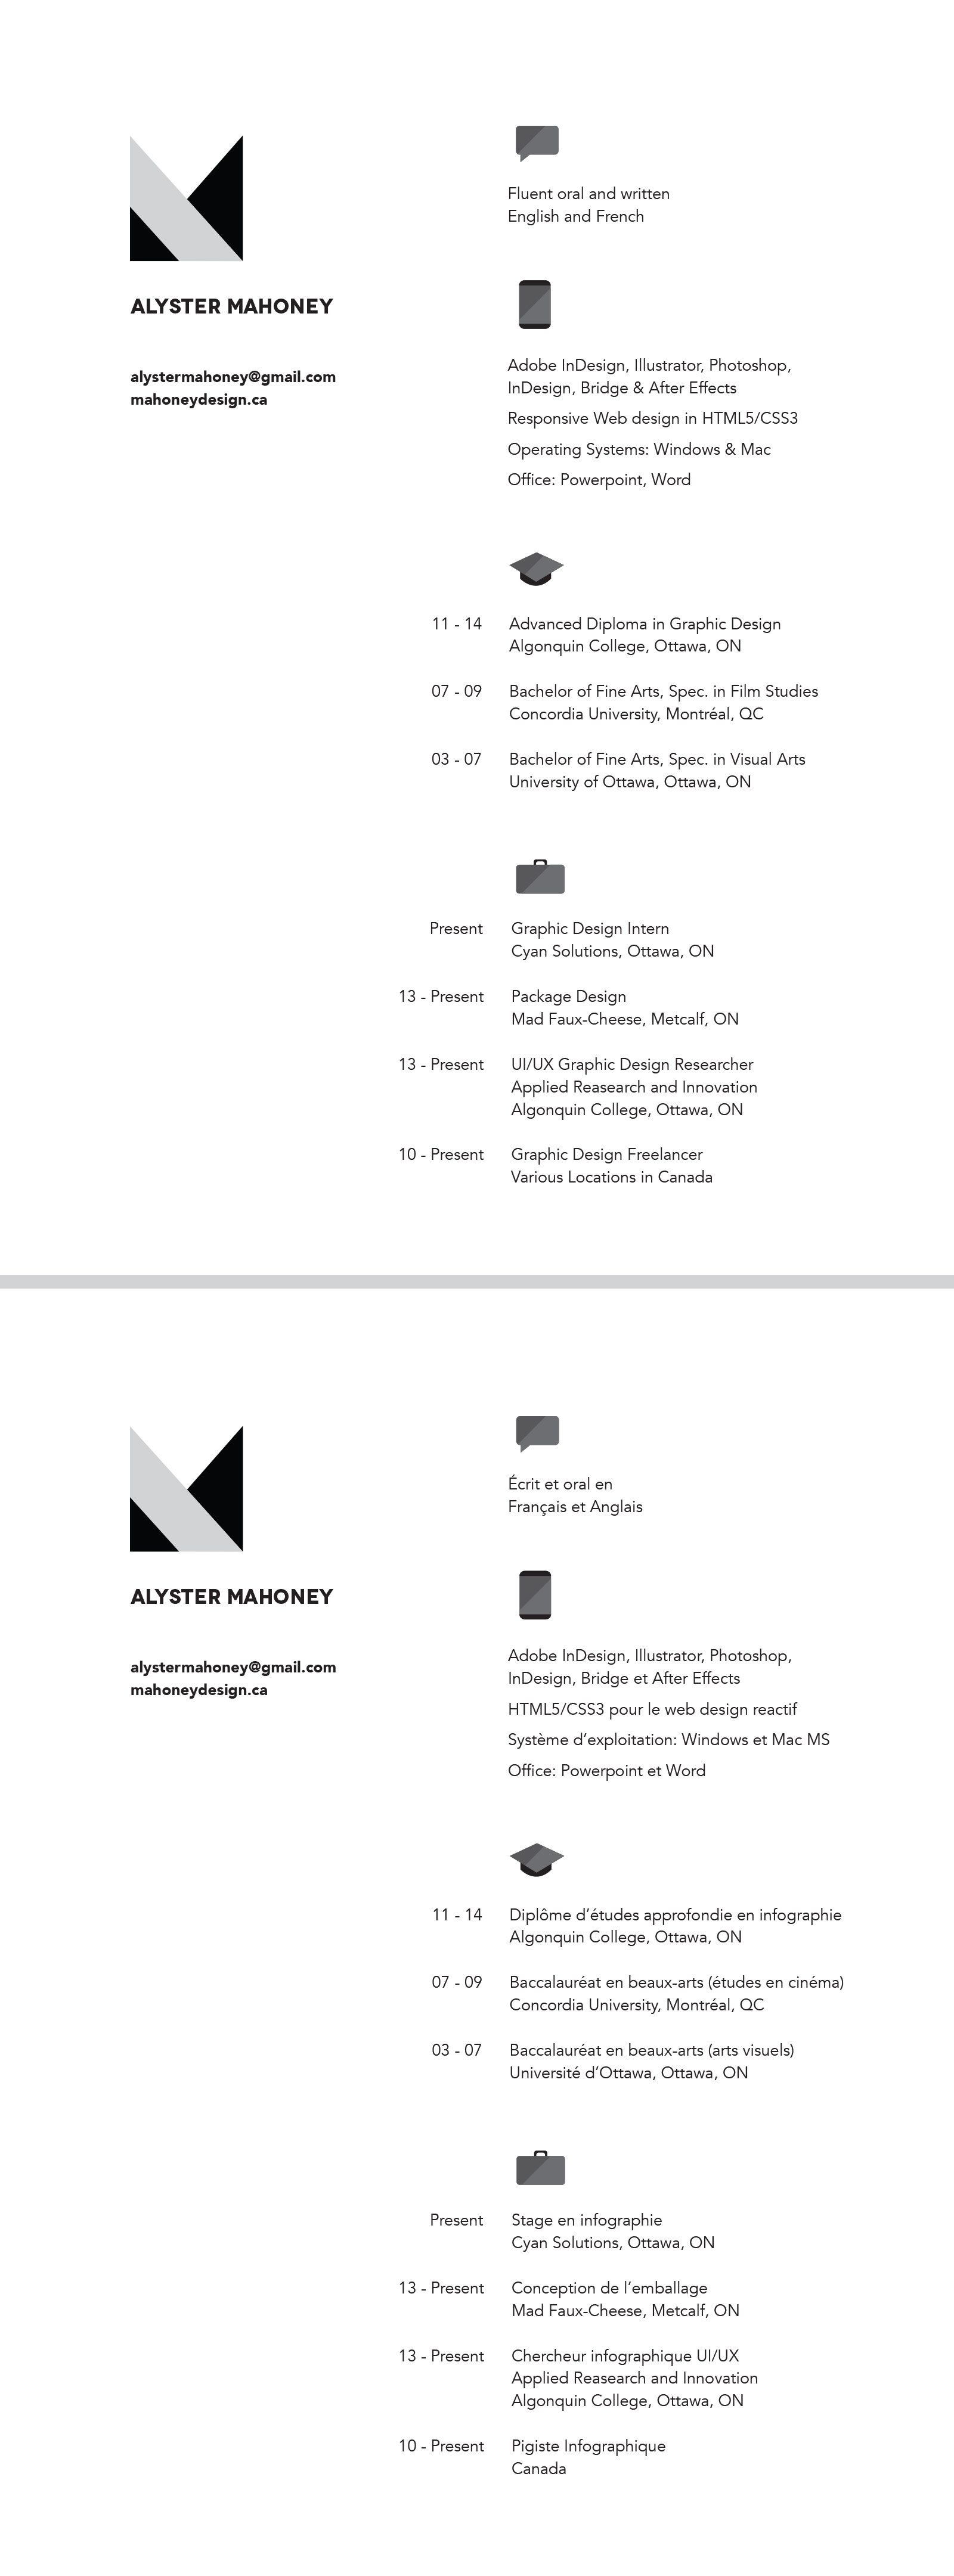 ALYSTER MAHONEY
alystermahoney@gmail.com
mahoneydesign.ca
Fluent oral and written
English and French
Adobe InDesign, Illustrator, Photoshop,
InDesign, Bridge & After Effects
Responsive Web design in HTML5/CSS3
Operating Systems: Windows & Mac
Office: Powerpoint, Word
11 - 14 Advanced Diploma in Graphic Design
Algonquin College, Ottawa, ON
07 - 09 Bachelor of Fine Arts, Spec. in Film Studies
Concordia University, Montréal, QC
03 - 07 Bachelor of Fine Arts, Spec. in Visual Arts
University of Ottawa, Ottawa, ON
Present Graphic Design Intern
Cyan Solutions, Ottawa, ON
13 - Present Package Design
Mad Faux-Cheese, Metcalf, ON
13 - Present UI/UX Graphic Design Researcher
Applied Reasearch and Innovation
Algonquin College, Ottawa, ON
10 - Present Graphic Design Freelancer
Various Locations in Canada
ALYSTER MAHONEY
alystermahoney@gmail.com
mahoneydesign.ca
Écrit et oral en
Français et Anglais
Adobe InDesign, Illustrator, Photoshop,
InDesign, Bridge et After Effects
HTML5/CSS3 pour le web design reactif
Système d’exploitation: Windows et Mac MS
Office: Powerpoint et Word
11 - 14 Diplôme d’études approfondie en infographie
Algonquin College, Ottawa, ON
07 - 09 Baccalauréat en beaux-arts (études en cinéma)
Concordia University, Montréal, QC
03 - 07 Baccalauréat en beaux-arts (arts visuels)
Université d’Ottawa, Ottawa, ON
Present Stage en infographie
Cyan Solutions, Ottawa, ON
13 - Present Conception de l’emballage
Mad Faux-Cheese, Metcalf, ON
13 - Present Chercheur infographique UI/UX
Applied Reasearch and Innovation
Algonquin College, Ottawa, ON
10 - Present Pigiste Infographique
Canada